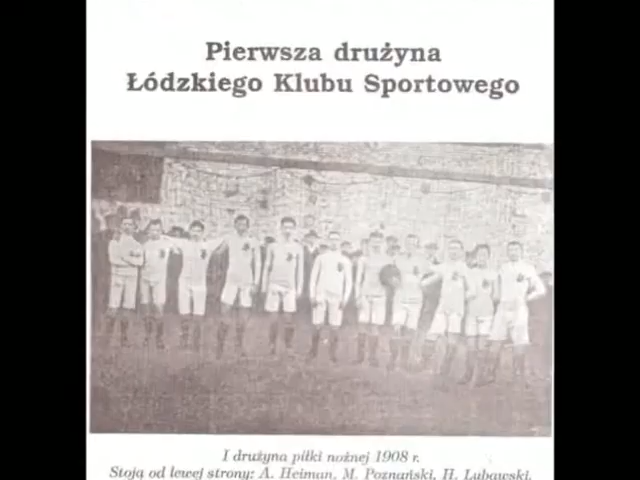 Pierwsza drużyna
Łódzkiego Klubu Sportowego
I drużyna piłki nożnej 1908 r.
Stoją od lewej strony: A. Heiman, M. Poznański, H. Lubawski,